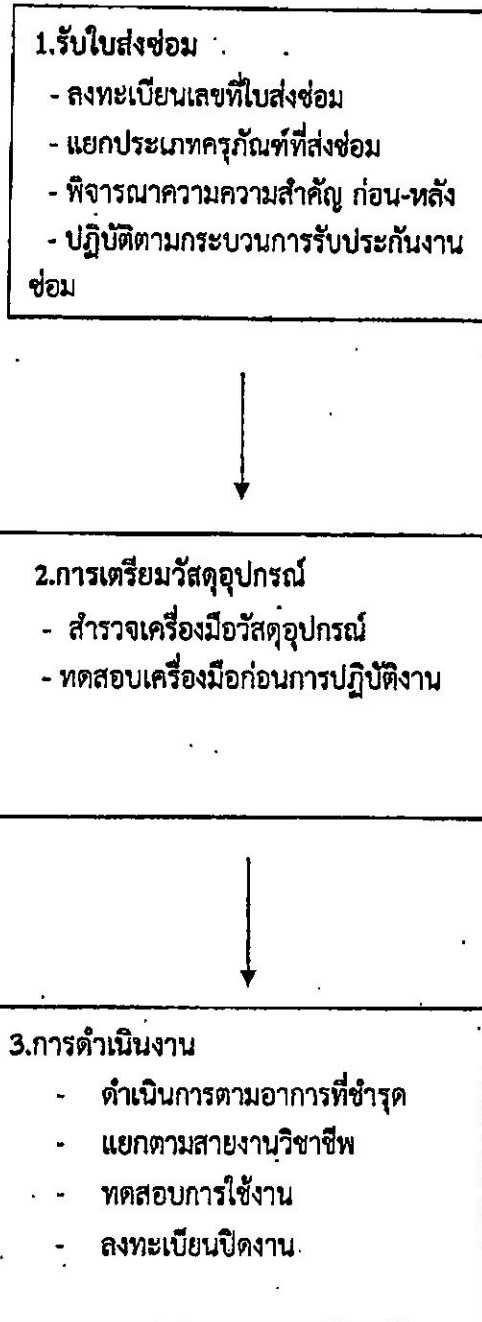 1.รับใบส่งซ่อม
- ลงทะเบียนเลขที่ใบส่งซ่อม
- แยกประเภทครุภัณฑ์ที่ส่งซ่อม
- พิจารณาความความสำคัญ ก่อน-หลัง
- ปฏิบัติตามกระบวนการรับประกันงาน
ซ่อม
2.การเตรียมวัสดุอุปกรณ์
- สำรวจเครื่องมือวัสดุอุปกรณ์
- ทดสอบเครื่องมือก่อนการปฏิบัติงาน
3.การดำเนินงาน
- ดำเนินการตามอาการที่ชำรุด
- แยกตามสายงานวิชาชีพ
- ทดสอบการใช้งาน
- ลงทะเบียนปิดงาน